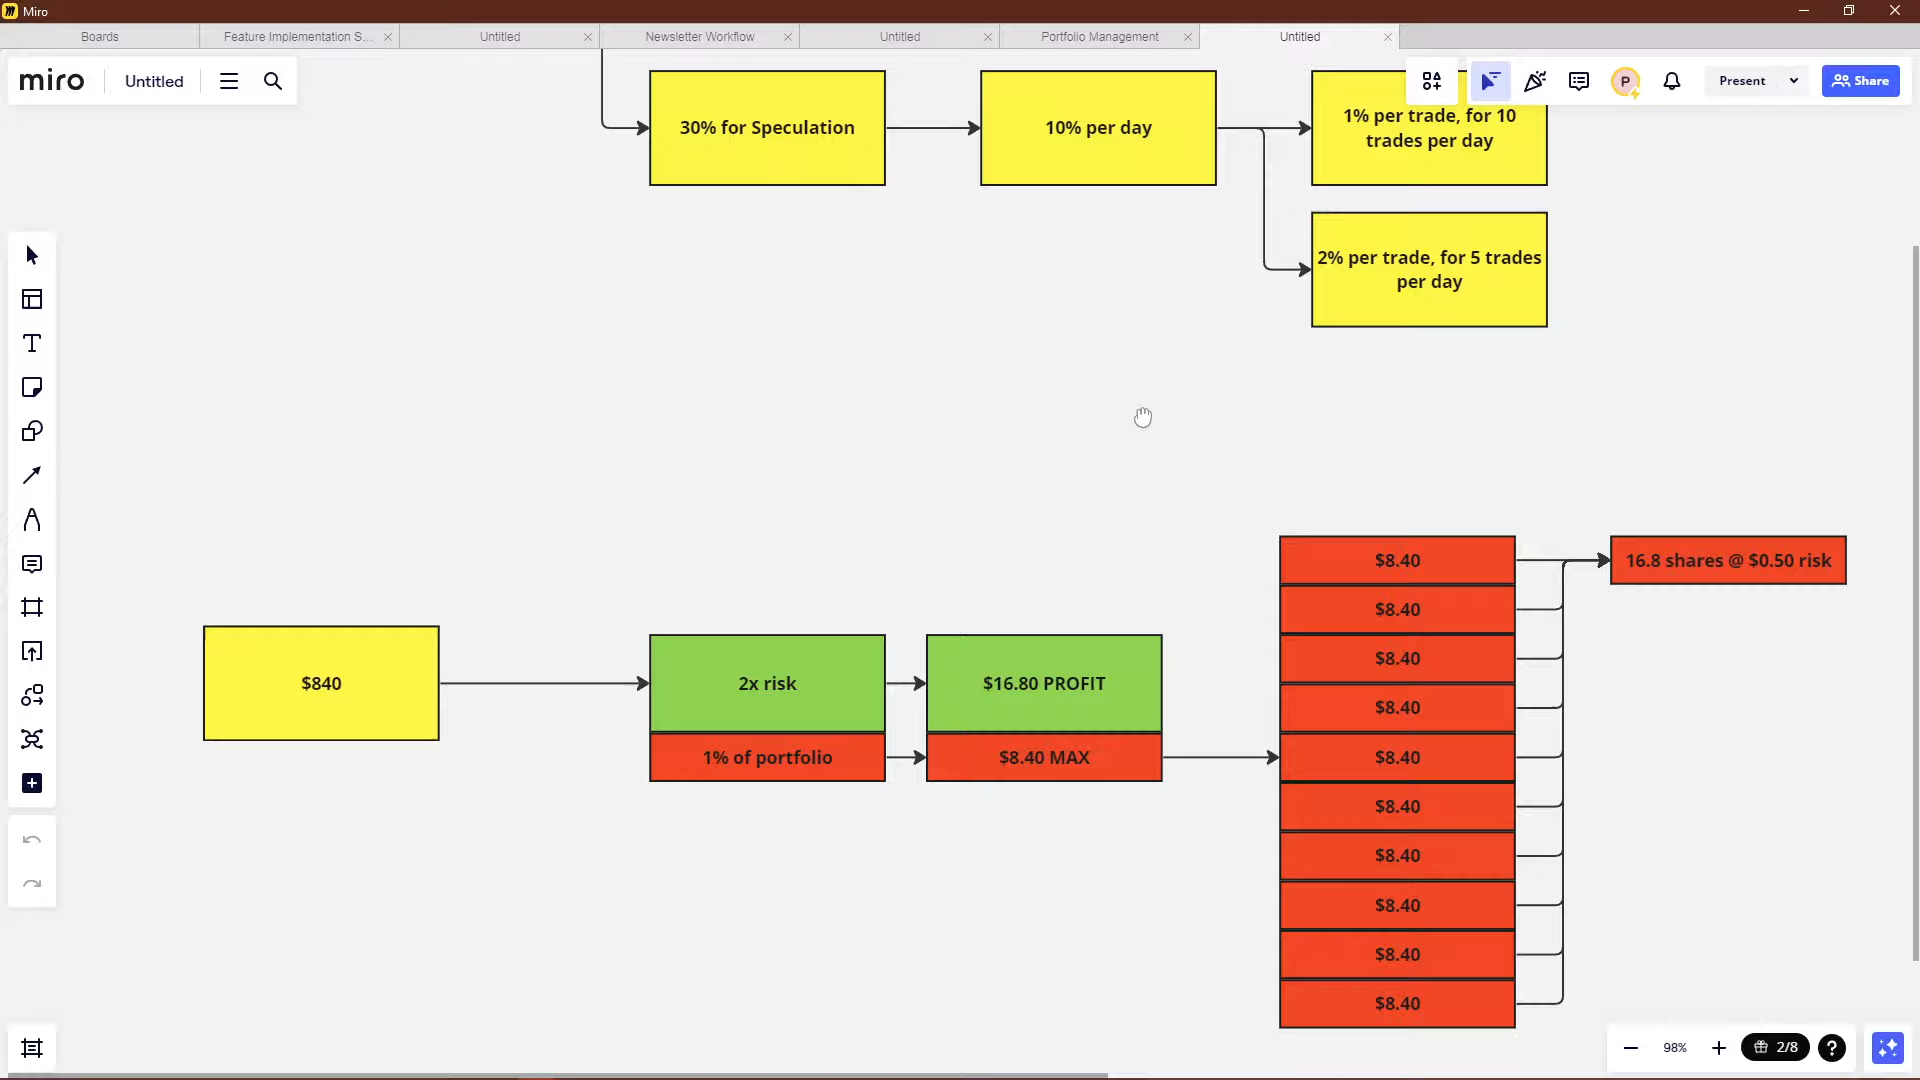 Miro
Boards
Feature Implementation S...
Untitled
Newsletter Workflow
Untitled
Portfolio Management
Untitled
miro
Untitled
P
Present
Share
30% for Speculation
10% per day
1% per trade, for 10
trades per day
2% per trade, for 5 trades
per day
$840
2x risk
$16.80 PROFIT
1% of portfolio
$8.40 MAX
$8.40
$8.40
$8.40
$8.40
$8.40
$8.40
$8.40
$8.40
$8.40
$8.40
16.8 shares @ $0.50 risk
98%
2/8
?